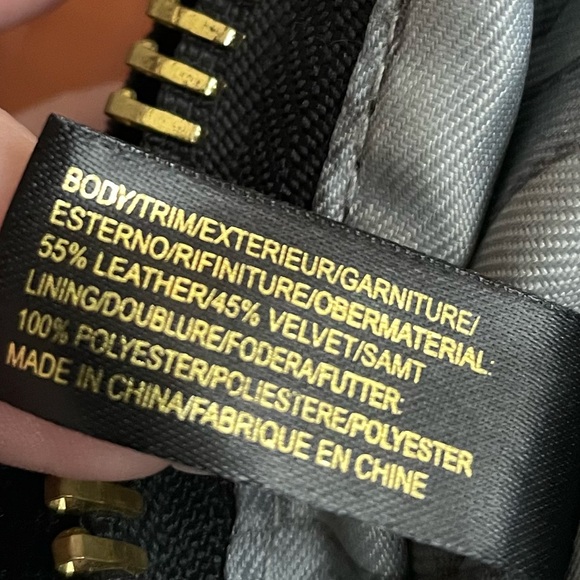 BODY/TRIM/EXTERIEUR/GARNITURE/
ESTERNO/RIFINITURE/OBERMATERIAL:
55% LEATHER/45% VELVET/SAMT
LINING/DOUBLURE/FODERA/FUTTER:
100% POLYESTER/POLIESTERE/POLYESTER
MADE IN CHINA/FABRIQUE EN CHINE